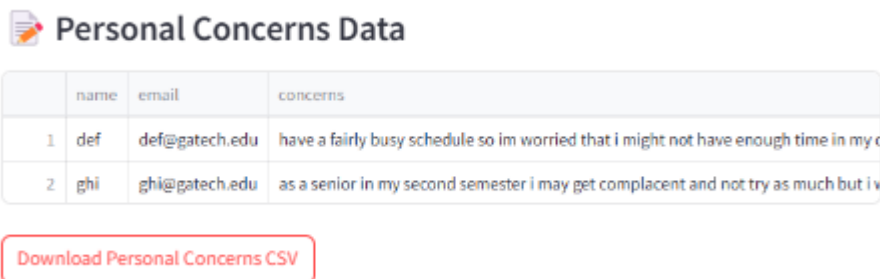 Personal Concerns Data
name email concerns
1 def def@gatech.edu have a fairly busy schedule so im worried that i might not have enough time in my
2 ghi ghi@gatech.edu as a senior in my second semester i may get complacent and not try as much but i
Download Personal Concerns CSV